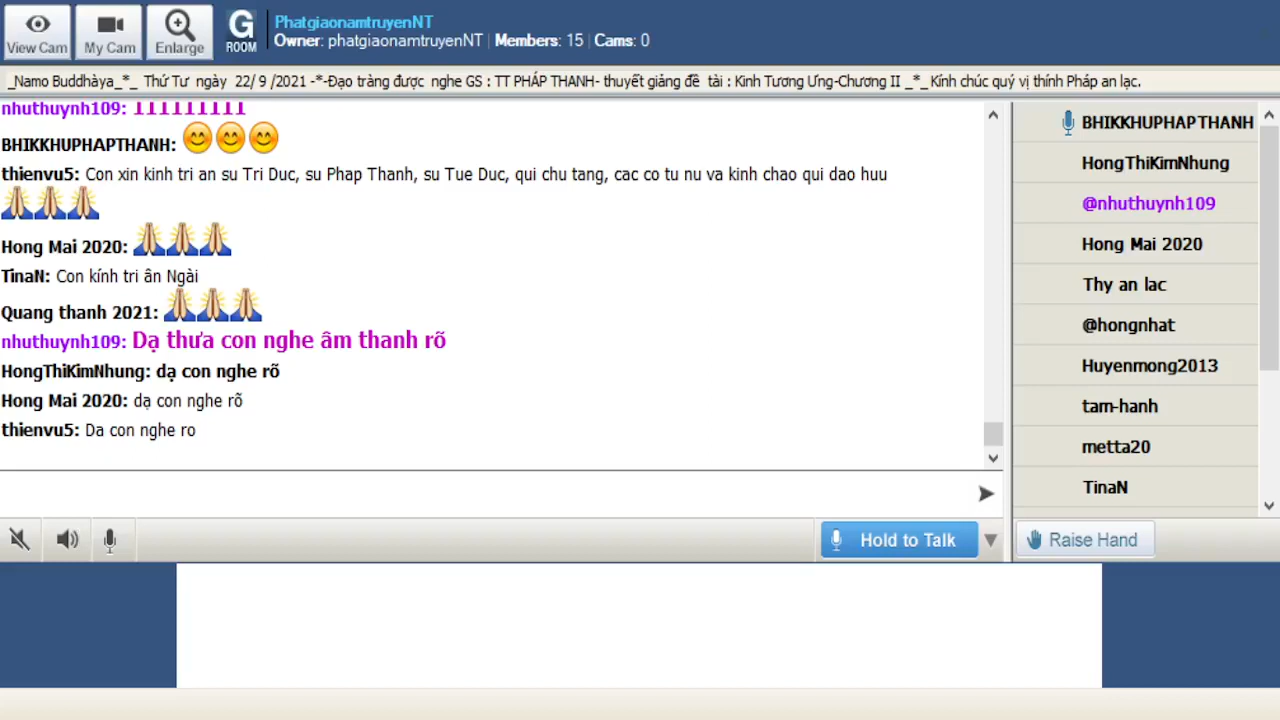 View Cam
My Cam
Enlarge
G
ROOM
PhatgiaonamtruyenNT
Owner: phatgiaonamtruyenNT | Members: 15 | Cams: 0
_Namo Buddhàya_*_ Thứ Tư ngày 22/ 9 /2021 -*-Đạo tràng được nghe GS : TT PHÁP THANH- thuyết giảng đề tài : Kinh Tương Ưng-Chương II _*_Kính chúc quý vị thính Pháp an lạc.
nhuthuynh109: 1111111111
BHIKKHUPHAPTHANH:
thienvu5: Con xin kinh tri an su Tri Duc, su Phap Thanh, su Tue Duc, qui chu tang, cac co tu nu va kinh chao qui dao huu
Hong Mai 2020:
TinaN: Con kính tri ân Ngài
Quang thanh 2021:
nhuthuynh109: Dạ thưa con nghe âm thanh rõ
HongThiKimNhung: dạ con nghe rõ
Hong Mai 2020: dạ con nghe rõ
thienvu5: Da con nghe ro
Hold to Talk
BHIKKHUPHAPTHANH
HongThiKimNhung
@nhuthuynh109
Hong Mai 2020
Thy an lac
@hongnhat
Huyenmong2013
tam-hanh
metta20
TinaN
Raise Hand